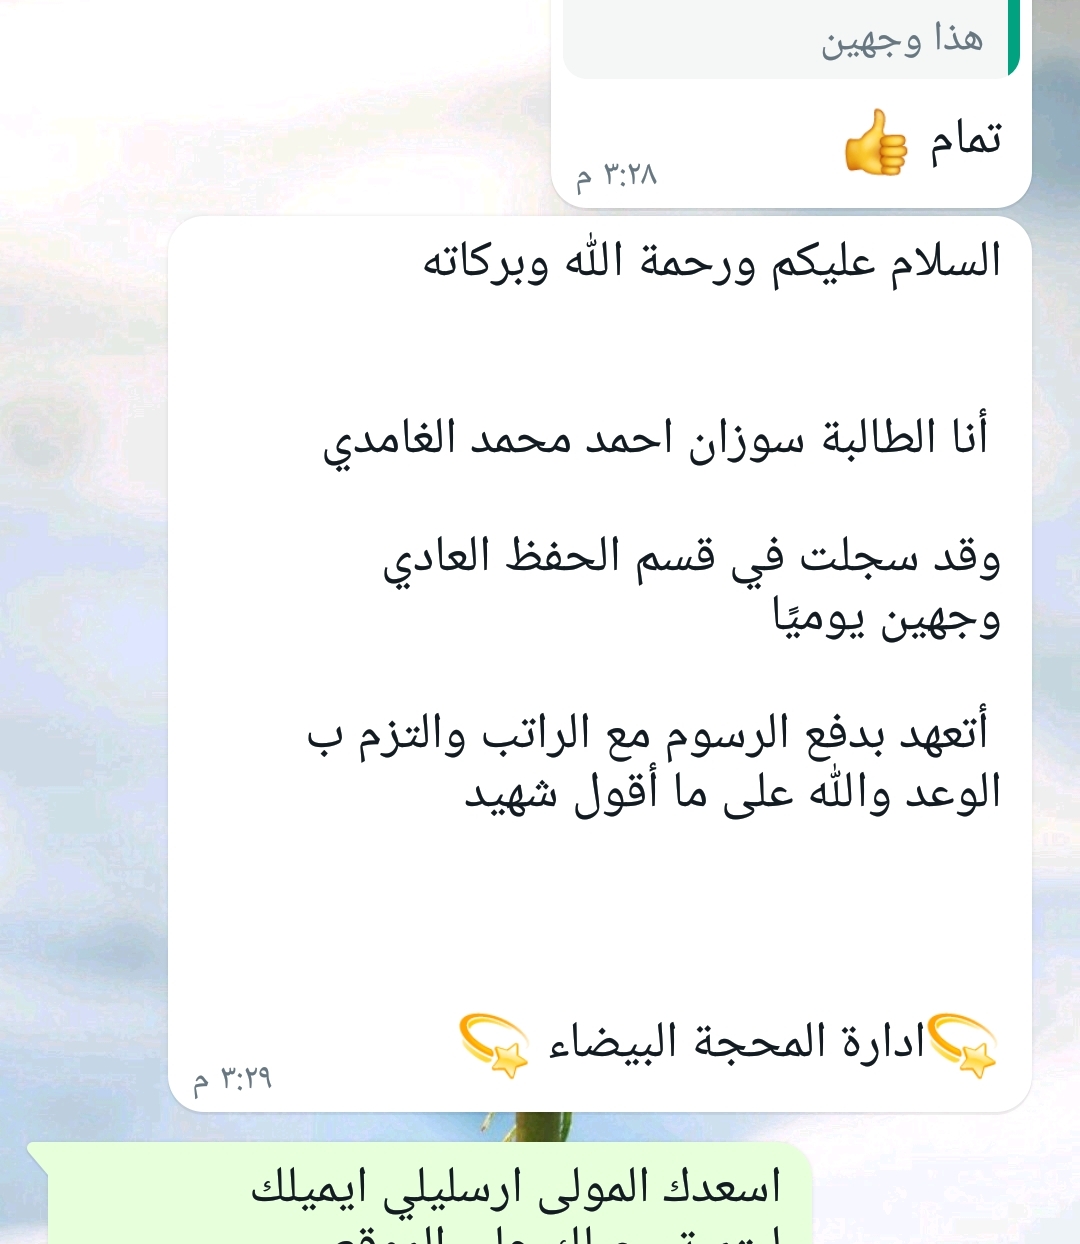 هذا وجهين
تمام 👍
٣:٢٨ م
السلام عليكم ورحمة الله وبركاته
أنا الطالبة سوزان احمد محمد الغامدي
وقد سجلت في قسم الحفظ العادي
وجهين يوميًا
أتعهد بدفع الرسوم مع الراتب والتزم ب
الوعد والله على ما أقول شهيد
💫ادارة المحجة البيضاء 💫
٣:٢٩ م
اسعدك المولى ارسليلي ايميلك